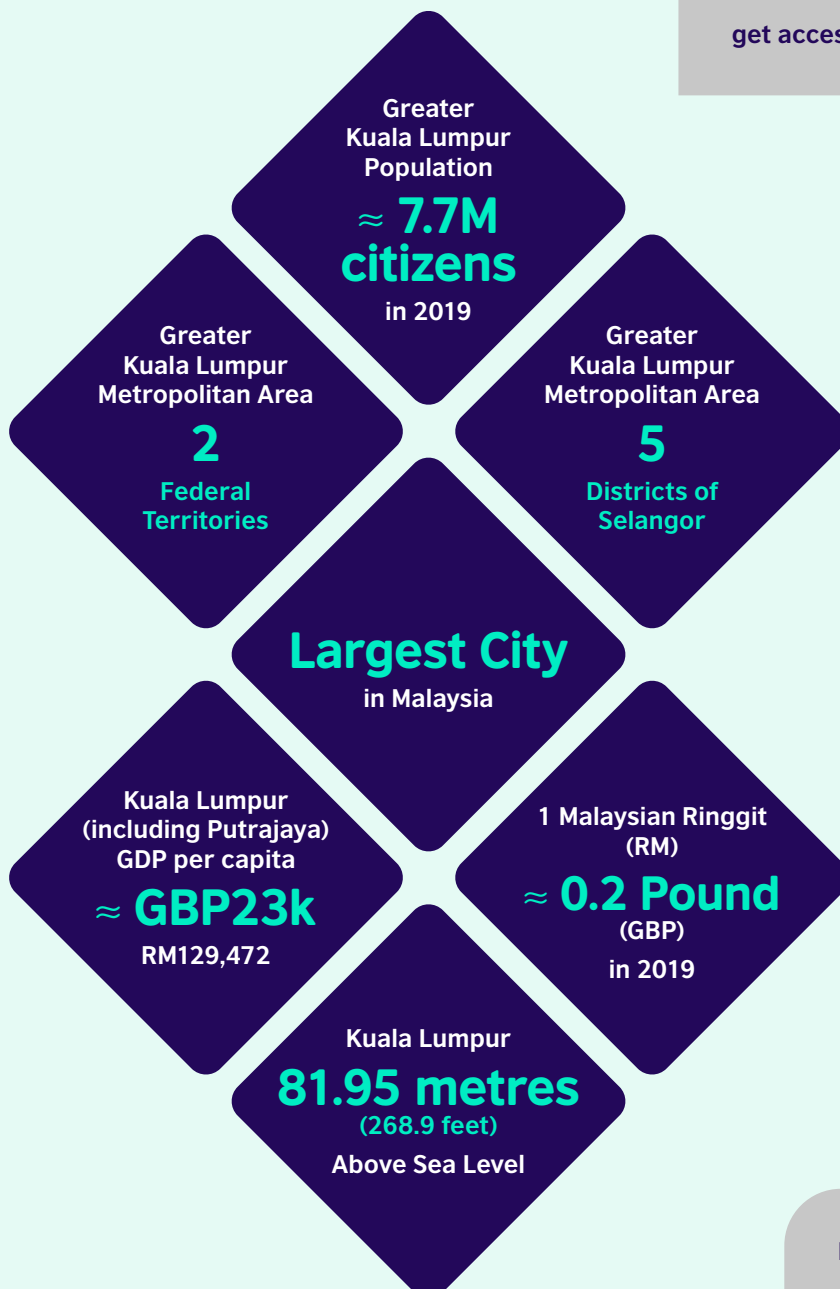 Greater
Kuala Lumpur
Population
≈ 7.7M
citizens
in 2019
Greater
Kuala Lumpur
Metropolitan Area
2
Federal
Territories
Greater
Kuala Lumpur
Metropolitan Area
5
Districts of
Selangor
Largest City
in Malaysia
Kuala Lumpur
(including Putrajaya)
GDP per capita
≈ GBP23k
RM129,472
1 Malaysian Ringgit
(RM)
≈ 0.2 Pound
(GBP)
in 2019
Kuala Lumpur
81.95 metres
(268.9 feet)
Above Sea Level
get